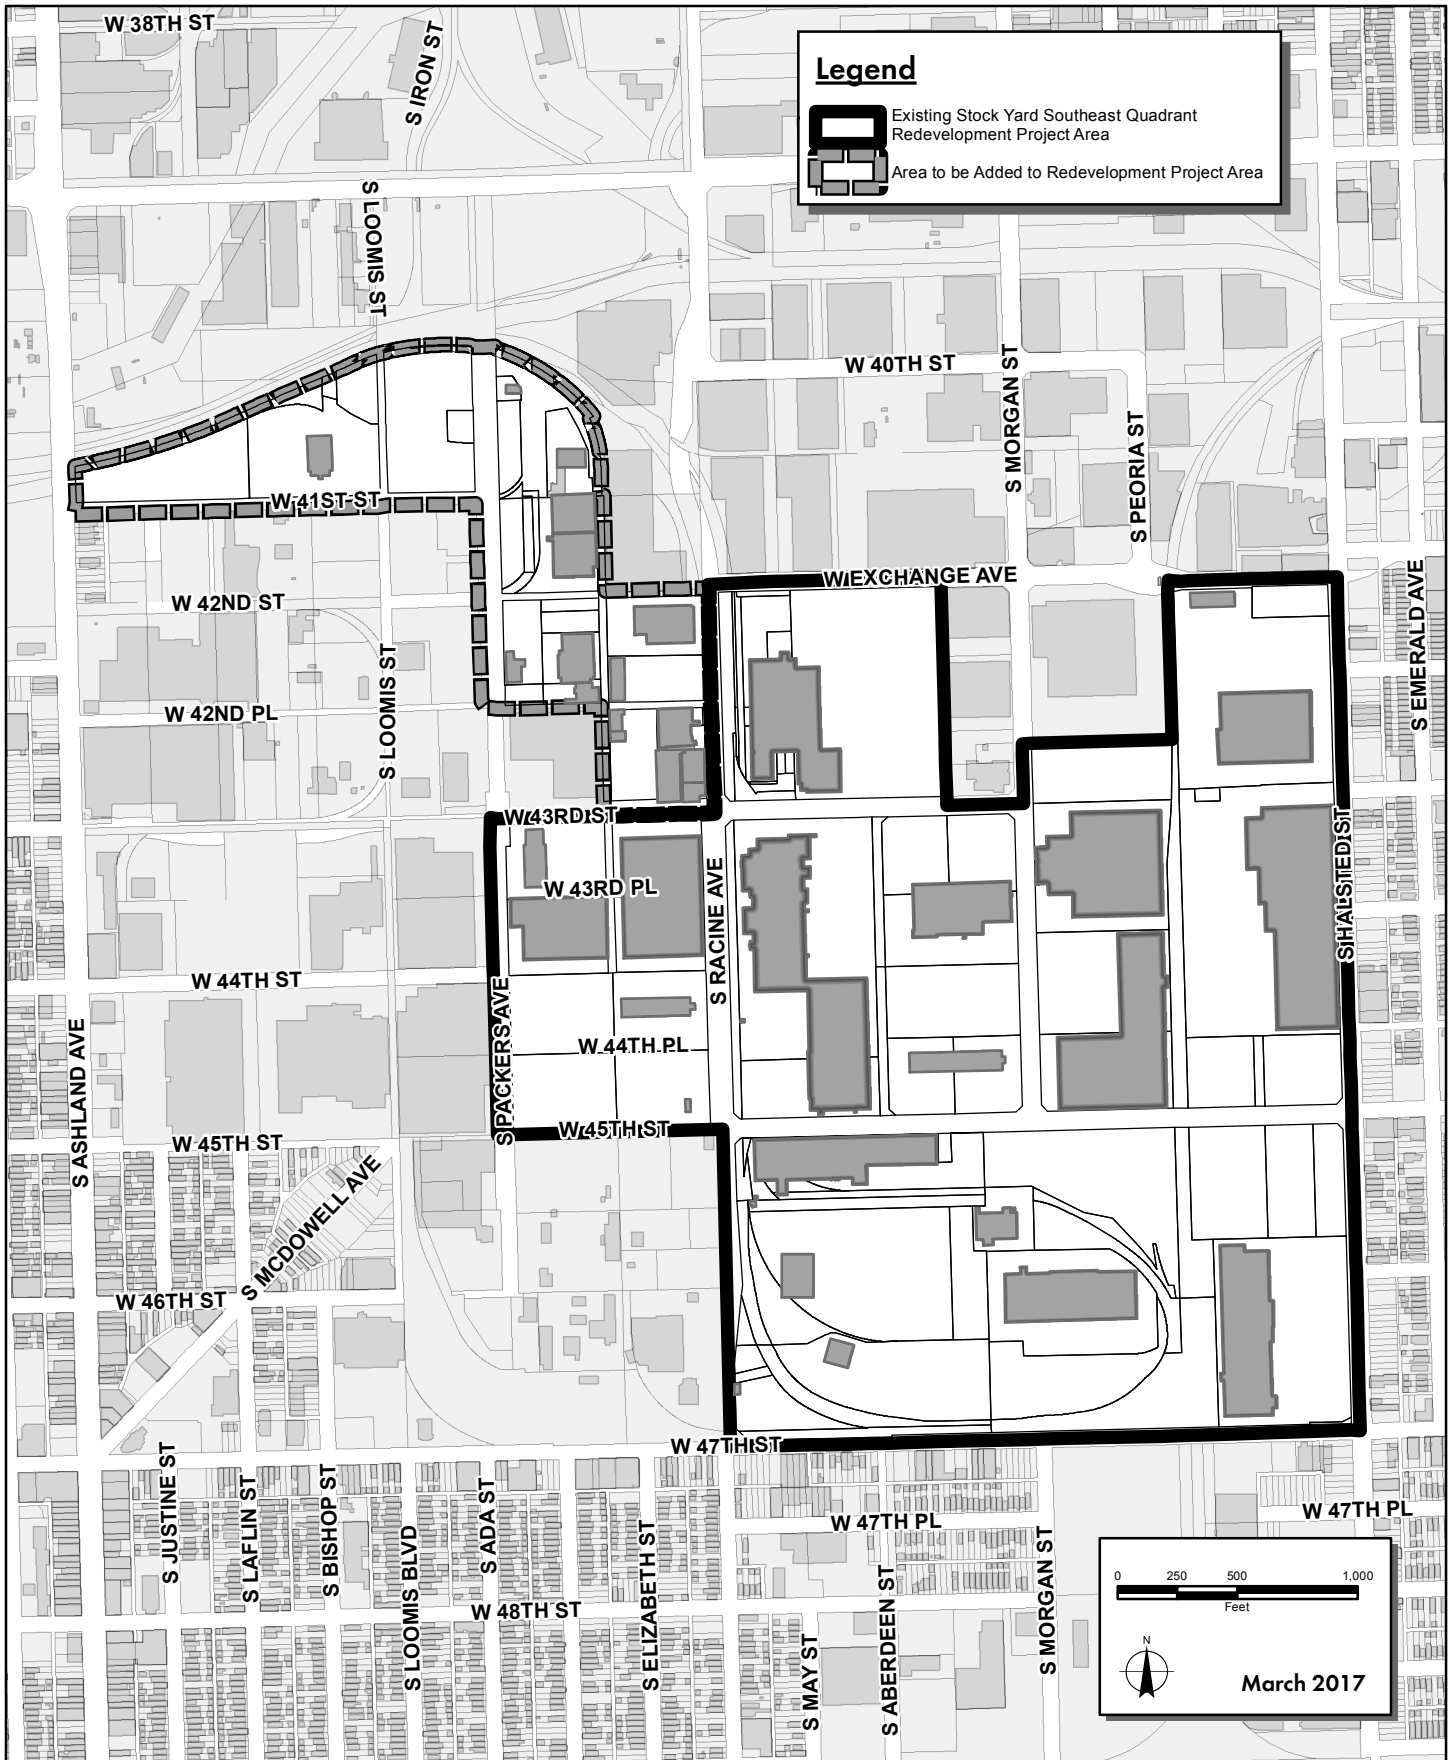 W 38TH ST
S IRON ST
Legend
Existing Stock Yard Southeast Quadrant
Redevelopment Project Area
Area to be Added to Redevelopment Project Area
S LOOMIS ST
W 40TH ST
S MORGAN ST
S PEORIA ST
W 41ST ST
W EXCHANGE AVE
W 42ND ST
S EMERALD AVE
S LOOMIS ST
W 42ND PL
W 43RD ST
S HALSTED ST
W 43RD PL
S RACINE AVE
W 44TH ST
S PACKERS AVE
W 44TH PL
S ASHLAND AVE
W 45TH ST
W 45TH ST
S MCDOWELL AVE
W 46TH ST
W 47TH ST
S JUSTINE ST
S LAFLIN ST
S BISHOP ST
S LOOMIS BLVD
S ADA ST
S ELIZABETH ST
W 47TH PL
W 47TH PL
W 48TH ST
S MAY ST
S ABERDEEN ST
S MORGAN ST
0 250 500 1,000
Feet
N
March 2017